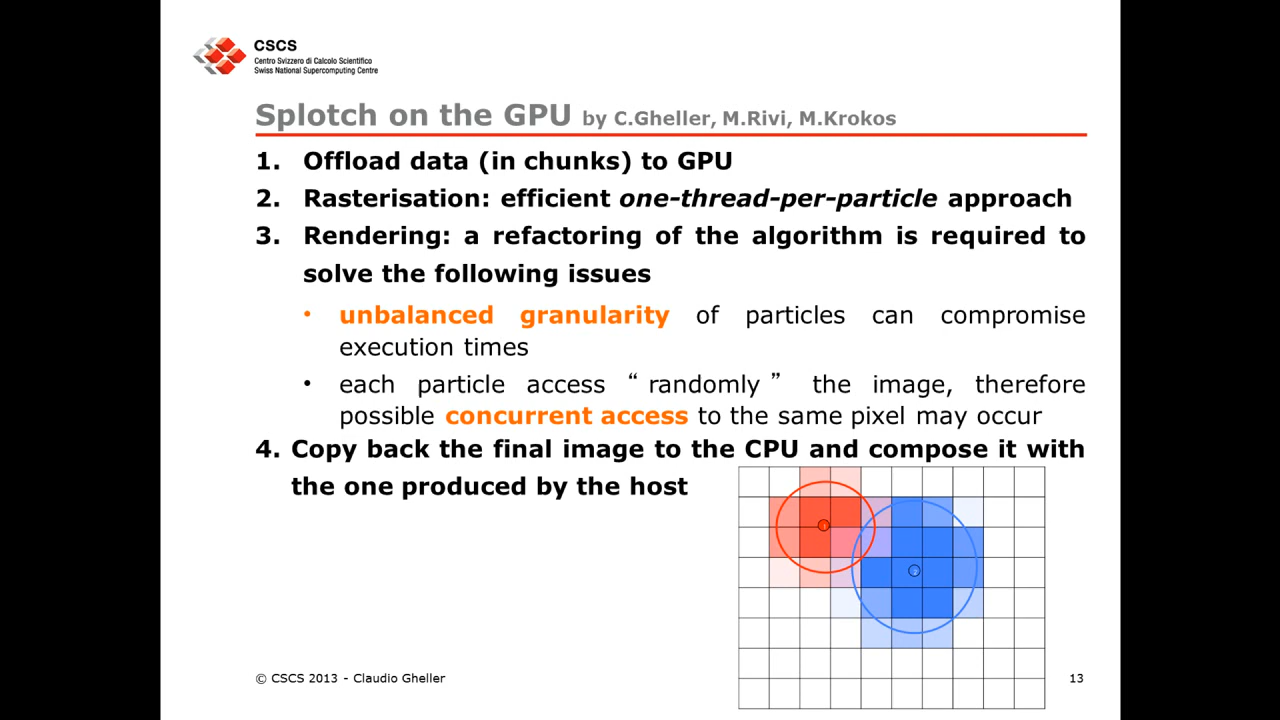 CSCS
Centro Svizzero di Calcolo Scientifico
Swiss National Supercomputing Centre
Splotch on the GPU by C.Gheller, M.Rivi, M.Krokos
1. Offload data (in chunks) to GPU
2. Rasterisation: efficient one-thread-per-particle approach
3. Rendering: a refactoring of the algorithm is required to
solve the following issues
• unbalanced granularity of particles can compromise
execution times
• each particle access “ randomly ” the image, therefore
possible concurrent access to the same pixel may occur
4. Copy back the final image to the CPU and compose it with
the one produced by the host
1
2
© CSCS 2013 - Claudio Gheller
13